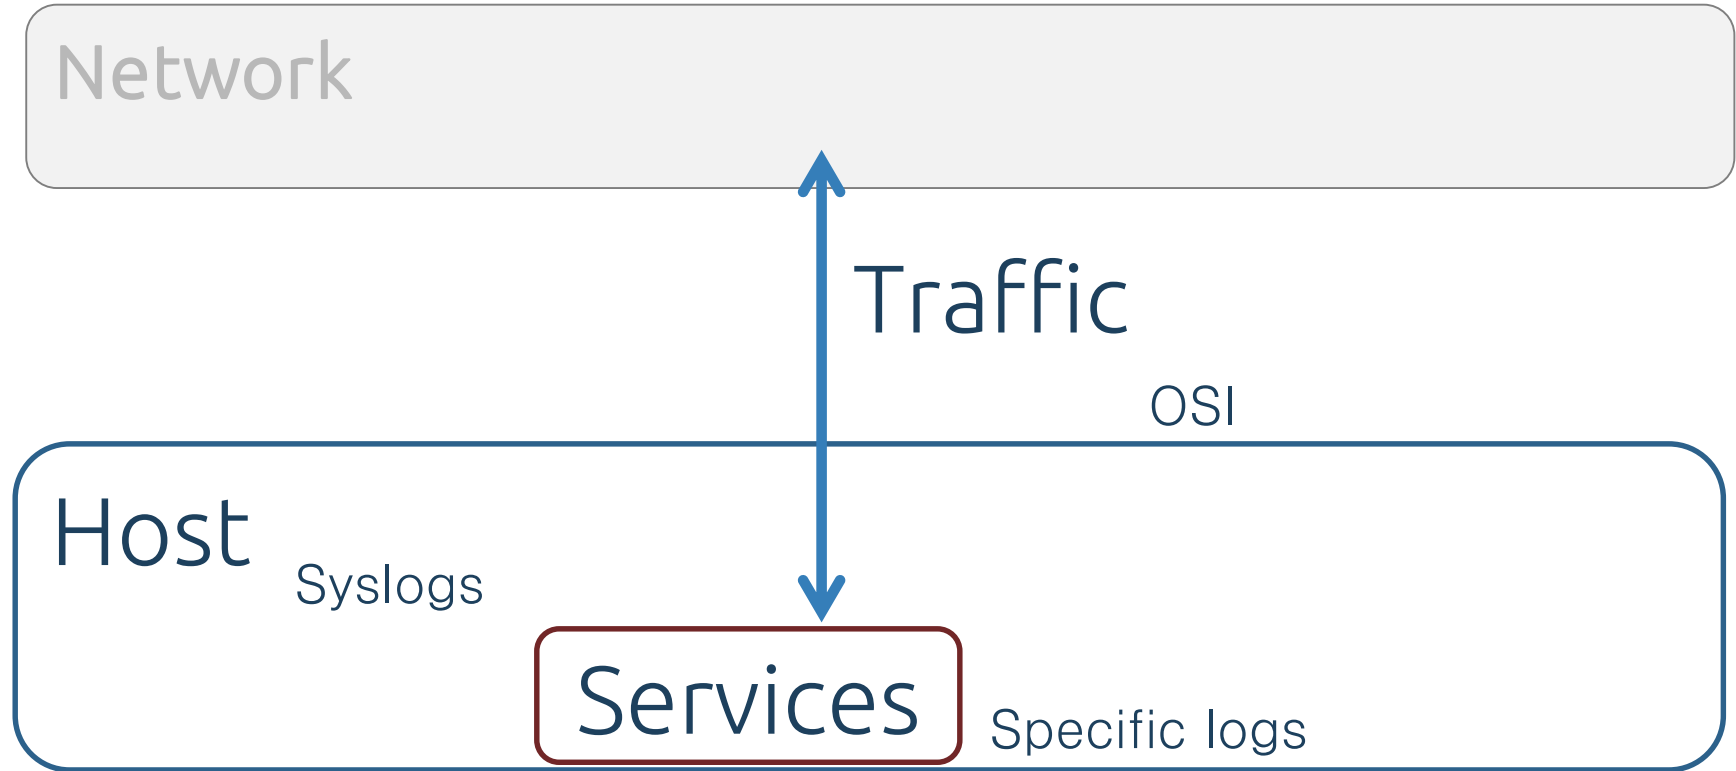 Network
Traffic
OSI
Host
Syslogs
Services
Specific logs